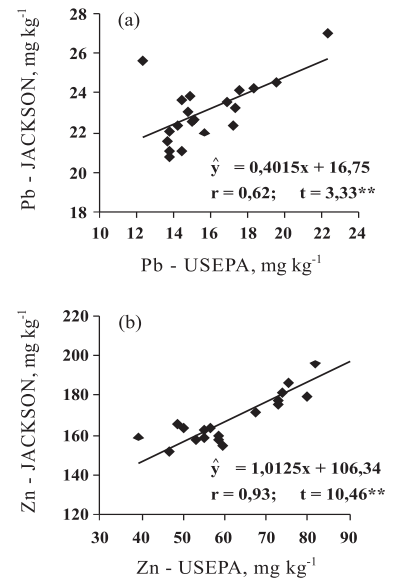 (a)
Pb - JACKSON, mg kg-1
28
26
24
22
20
18
ŷ = 0,4015x + 16,75
r = 0,62; t = 3,33**
10 12 14 16 18 20 22 24
Pb - USEPA, mg kg-1
(b)
Zn - JACKSON, mg kg-1
220
200
180
160
140
120
ŷ = 1,0125x + 106,34
r = 0,93; t = 10,46**
30 40 50 60 70 80 90
Zn - USEPA, mg kg-1